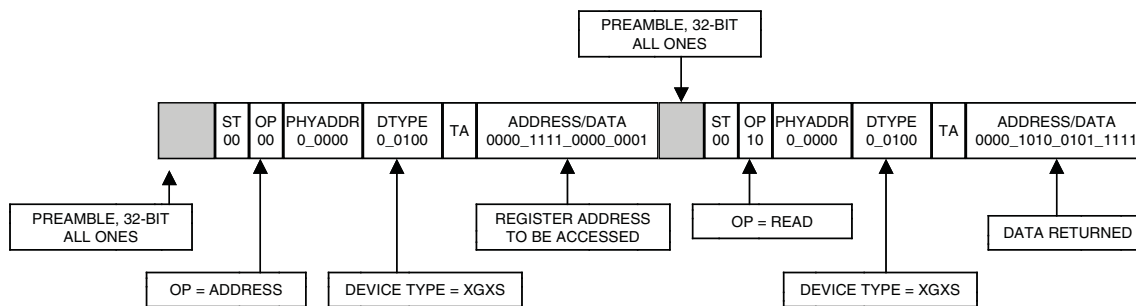 PREAMBLE, 32-BIT
ALL ONES
ST
00
OP
00
PHYADDR
0_0000
DTYPE
0_0100
TA
ADDRESS/DATA
0000_1111_0000_0001
ST
00
OP
10
PHYADDR
0_0000
DTYPE
0_0100
TA
ADDRESS/DATA
0000_1010_0101_1111
PREAMBLE, 32-BIT
ALL ONES
REGISTER ADDRESS
TO BE ACCESSED
OP = READ
DATA RETURNED
OP = ADDRESS
DEVICE TYPE = XGXS
DEVICE TYPE = XGXS